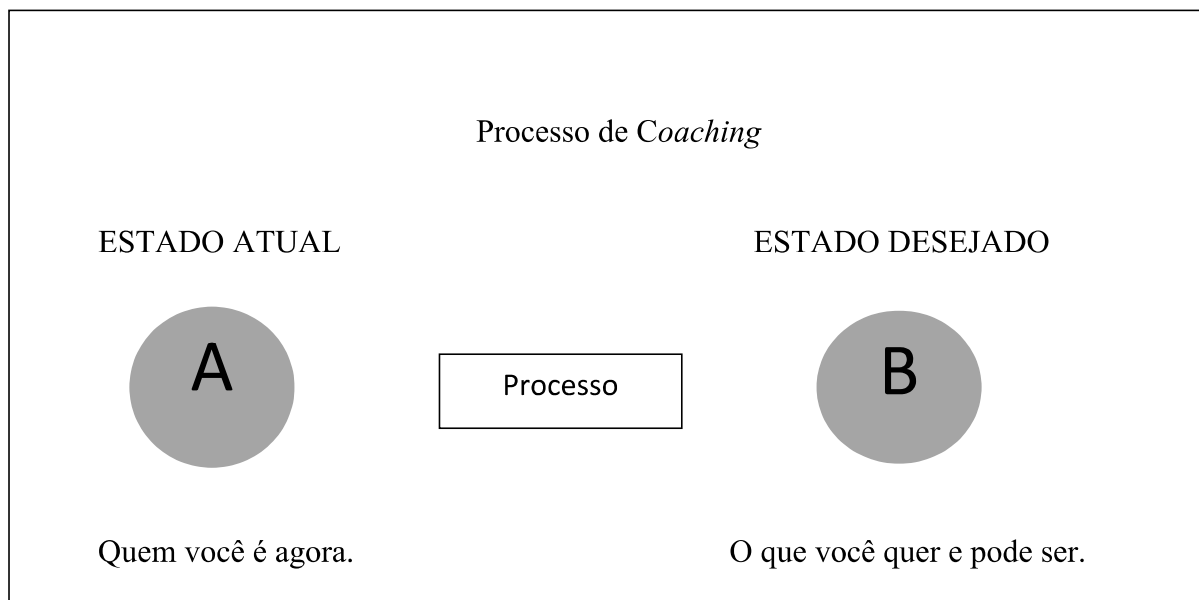 Processo de Coaching
ESTADO ATUAL
ESTADO DESEJADO
A
Processo
B
Quem você é agora.
O que você quer e pode ser.